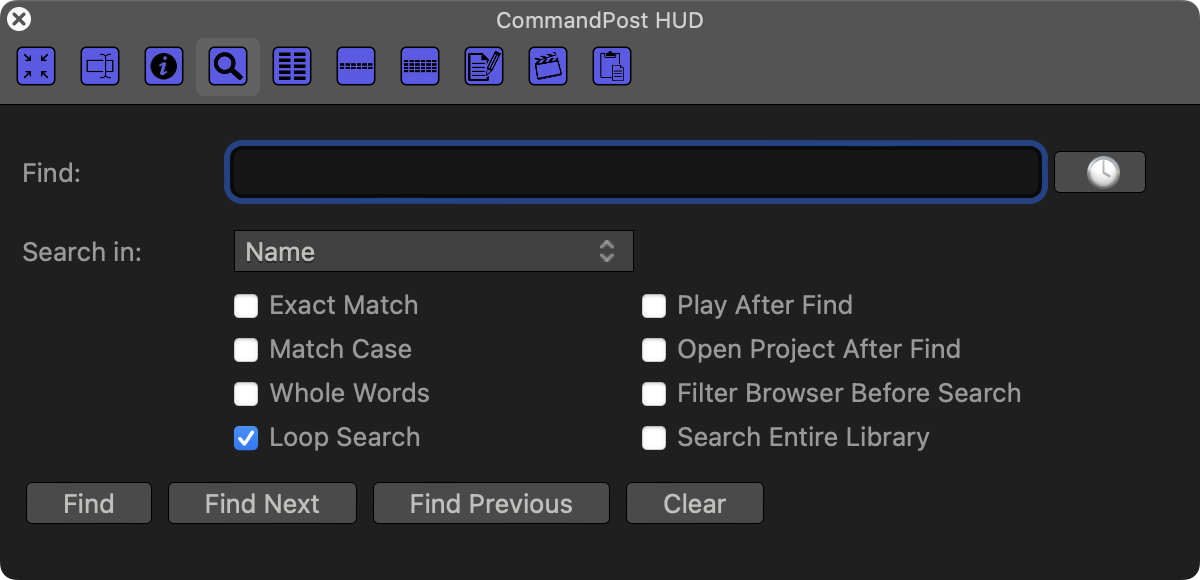 CommandPost HUD
Find:
Search in:
Name
Exact Match
Play After Find
Match Case
Open Project After Find
Whole Words
Filter Browser Before Search
Loop Search
Search Entire Library
Find
Find Next
Find Previous
Clear